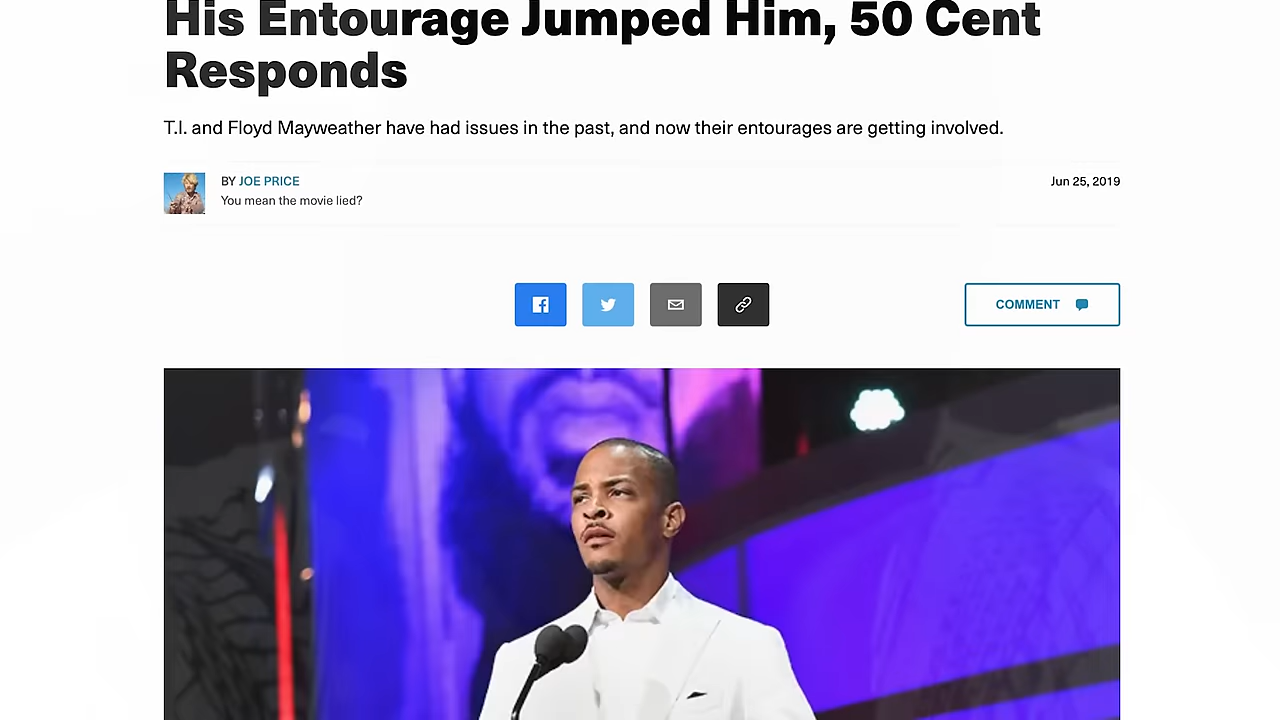 His Entourage Jumped Him, 50 Cent
Responds
T.I. and Floyd Mayweather have had issues in the past, and now their entourages are getting involved.
BY JOE PRICE
Jun 25, 2019
You mean the movie lied?
COMMENT